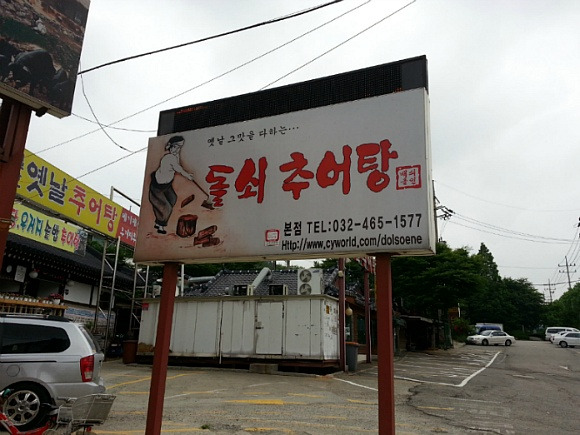 옛날 그맛을 다하는...
돌쇠 추어탕
본점 TEL:032-465-1577
Http://www.cyworld.com/dolsoene
옛날 추어탕